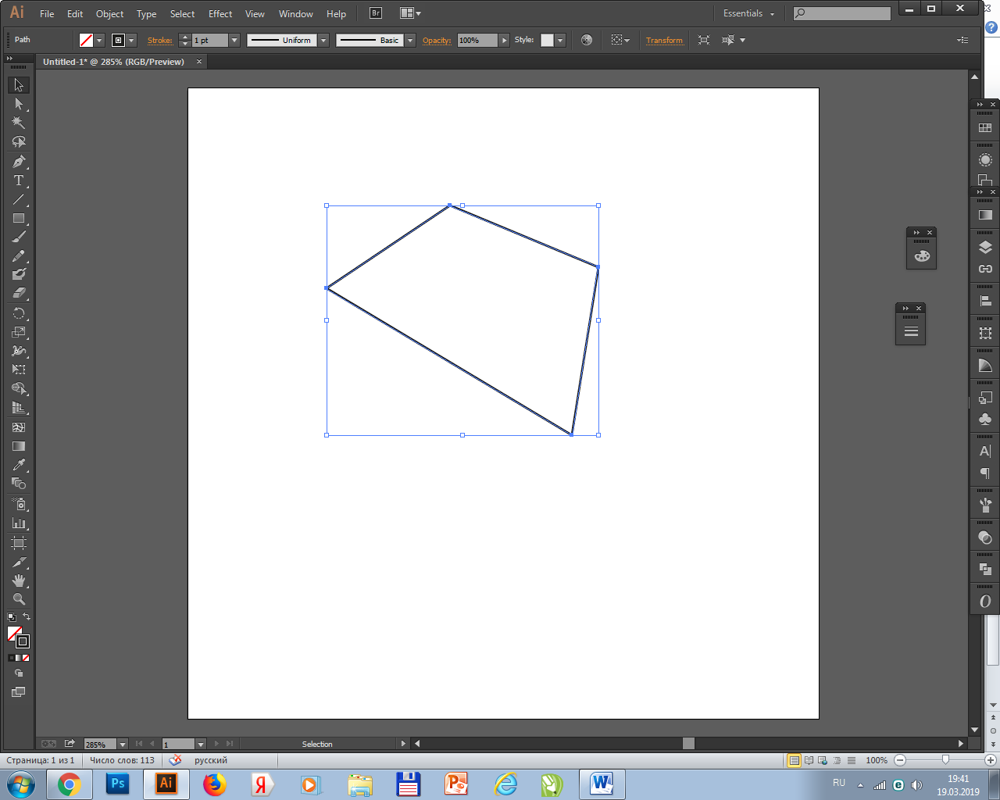 Ai File Edit Object Type Select Effect View Window Help Br Essentials
Path Stroke: 1 pt Uniform Basic Opacity: 100% Style: Transform
Untitled-1* @ 285% (RGB/Preview)
285% 1 Selection
Страница: 1 из 1 Число слов: 113 русский 100%
Ps Ai Я P W RU 19:41
19.03.2019